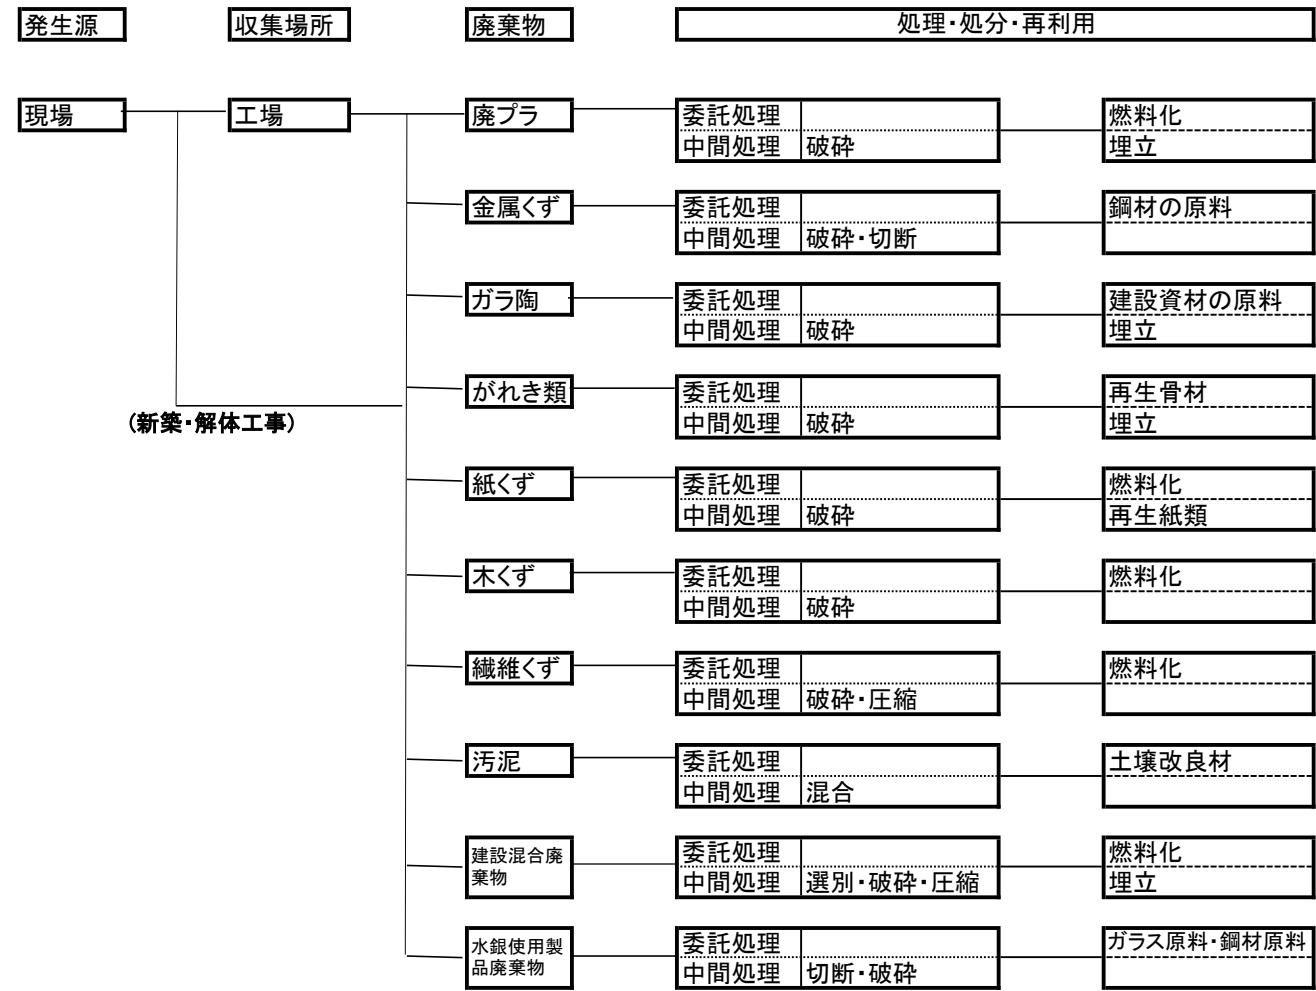 発生源 収集場所 廃棄物 処理・処分・再利用
現場 工場 廃プラ 委託処理 燃料化
中間処理 破砕 埋立
金属くず 委託処理 鋼材の原料
中間処理 破砕・切断
ガラ陶 委託処理 建設資材の原料
中間処理 破砕 埋立
がれき類 委託処理 再生骨材
(新築・解体工事) 中間処理 破砕 埋立
紙くず 委託処理 燃料化
中間処理 破砕 再生紙類
木くず 委託処理 燃料化
中間処理 破砕
繊維くず 委託処理 燃料化
中間処理 破砕・圧縮
汚泥 委託処理 土壌改良材
中間処理 混合
建設混合廃 委託処理 燃料化
棄物 中間処理 選別・破砕・圧縮 埋立
水銀使用製 委託処理 ガラス原料・鋼材原料
品廃棄物 中間処理 切断・破砕